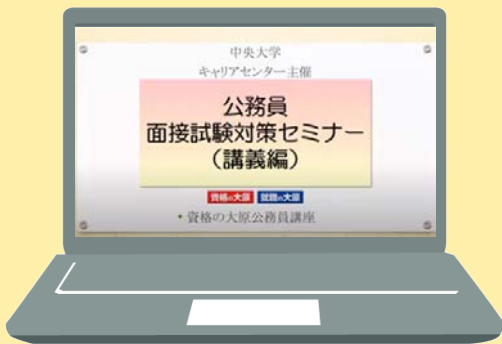 中央大学
キャリアセンター主催
公務員
面接試験対策セミナー
（講義編）
資格の大原 就職の大原
・資格の大原公務員講座